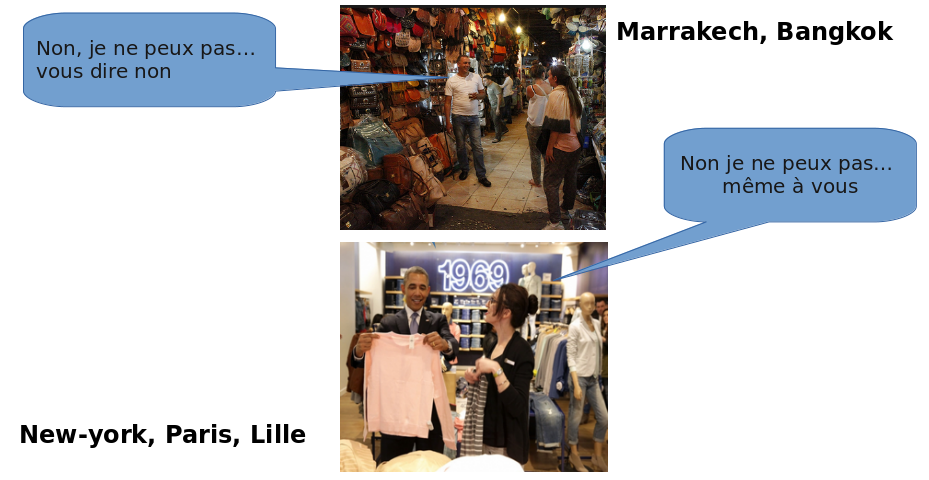 Marrakech, Bangkok
Non, je ne peux pas...
vous dire non
Non je ne peux pas...
même à vous
1969
New-york, Paris, Lille